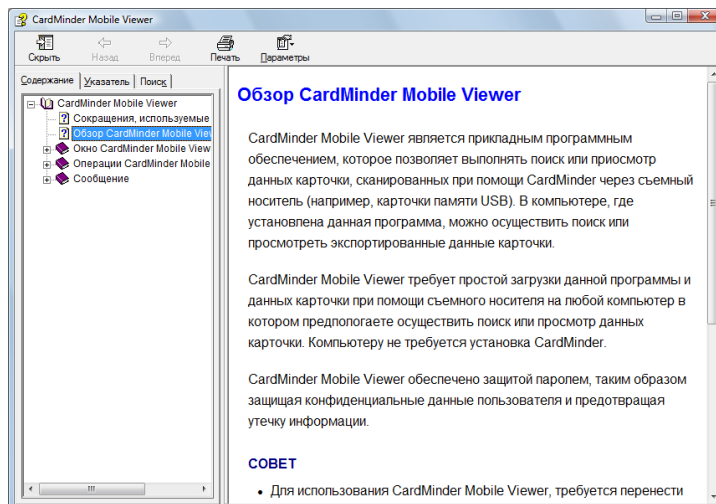 CardMinder Mobile Viewer
Скрыть Назад Вперед Печать Параметры
Содержание Указатель Поиск
CardMinder Mobile Viewer
Сокращения, используемые
Обзор CardMinder Mobile Viev
Окно CardMinder Mobile View
Операции CardMinder Mobile
Сообщение
Обзор CardMinder Mobile Viewer
CardMinder Mobile Viewer является прикладным программным
обеспечением, которое позволяет выполнять поиск или приосмотр
данных карточки, сканированных при помощи CardMinder через съемный
носитель (например, карточки памяти USB). В компьютере, где
установлена данная программа, можно осуществить поиск или
просмотреть экспортированные данные карточки.
CardMinder Mobile Viewer требует простой загрузки данной программы и
данных карточки при помощи съемного носителя на любой компьютер в
котором предпологаете осуществить поиск или просмотр данных
карточки. Компьютеру не требуется установка CardMinder.
CardMinder Mobile Viewer обеспечено защитой паролем, таким образом
защищая конфиденциальные данные пользователя и предотвращая
утечку информации.
СОВЕТ
• Для использования CardMinder Mobile Viewer, требуется перенести